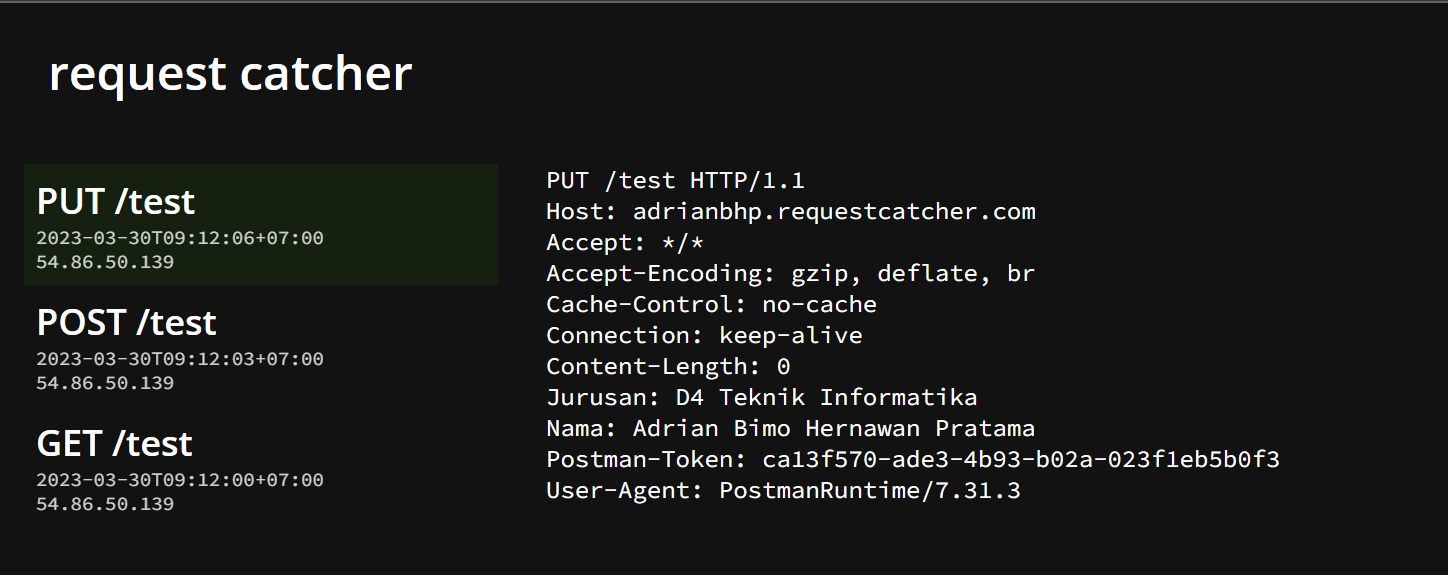 request catcher
PUT /test
2023-03-30T09:12:06+07:00
54.86.50.139
POST /test
2023-03-30T09:12:03+07:00
54.86.50.139
GET /test
2023-03-30T09:12:00+07:00
54.86.50.139
PUT /test HTTP/1.1
Host: adrianbhp.requestcatcher.com
Accept: */*
Accept-Encoding: gzip, deflate, br
Cache-Control: no-cache
Connection: keep-alive
Content-Length: 0
Jurusan: D4 Teknik Informatika
Nama: Adrian Bimo Hernawan Pratama
Postman-Token: ca13f570-ade3-4b93-b02a-023f1eb5b0f3
User-Agent: PostmanRuntime/7.31.3